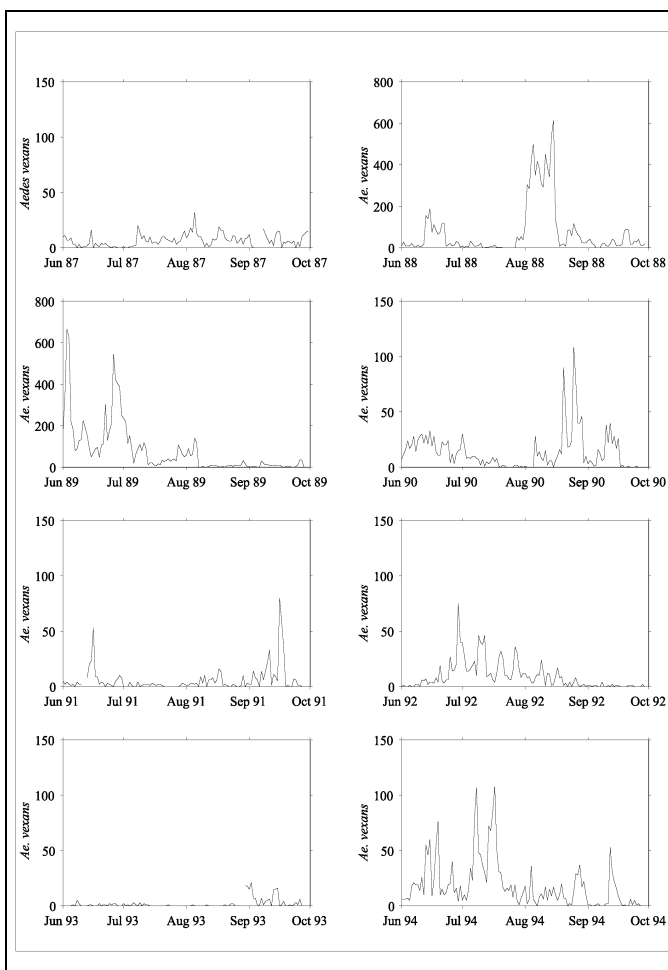 150
100
50
0
Aedes vexans
Jun 87 Jul 87 Aug 87 Sep 87 Oct 87
800
600
400
200
0
Ae. vexans
Jun 88 Jul 88 Aug 88 Sep 88 Oct 88
800
600
400
200
0
Ae. vexans
Jun 89 Jul 89 Aug 89 Sep 89 Oct 89
150
100
50
0
Ae. vexans
Jun 90 Jul 90 Aug 90 Sep 90 Oct 90
150
100
50
0
Ae. vexans
Jun 91 Jul 91 Aug 91 Sep 91 Oct 91
150
100
50
0
Ae. vexans
Jun 92 Jul 92 Aug 92 Sep 92 Oct 92
150
100
50
0
Ae. vexans
Jun 93 Jul 93 Aug 93 Sep 93 Oct 93
150
100
50
0
Ae. vexans
Jun 94 Jul 94 Aug 94 Sep 94 Oct 94